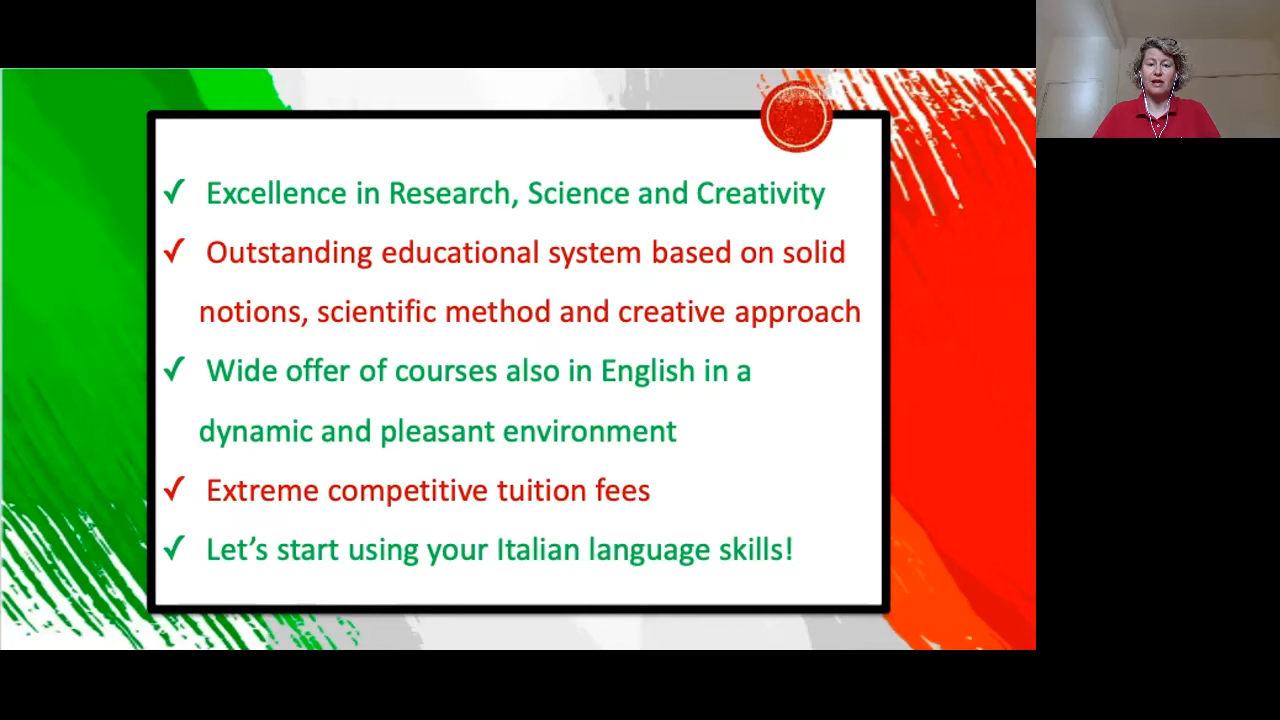 ✓ Excellence in Research, Science and Creativity
✓ Outstanding educational system based on solid
notions, scientific method and creative approach
✓ Wide offer of courses also in English in a
dynamic and pleasant environment
✓ Extreme competitive tuition fees
✓ Let’s start using your Italian language skills!